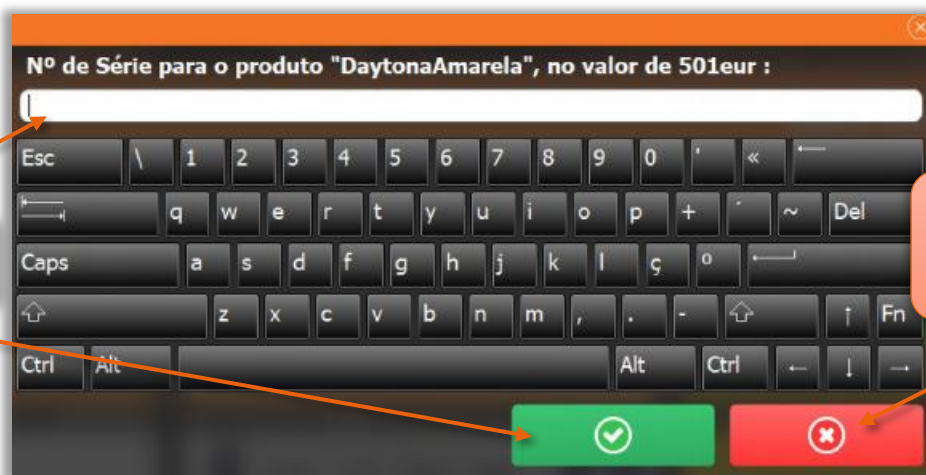 Nº de Série para o produto "DaytonaAmarela", no valor de 501eur :
Esc \ 1 2 3 4 5 6 7 8 9 0 ' «
q w e r t y u i o p + ´ ~ Del
Caps a s d f g h j k l ç º
z x c v b n m , . - Fn
Ctrl Alt Alt Ctrl